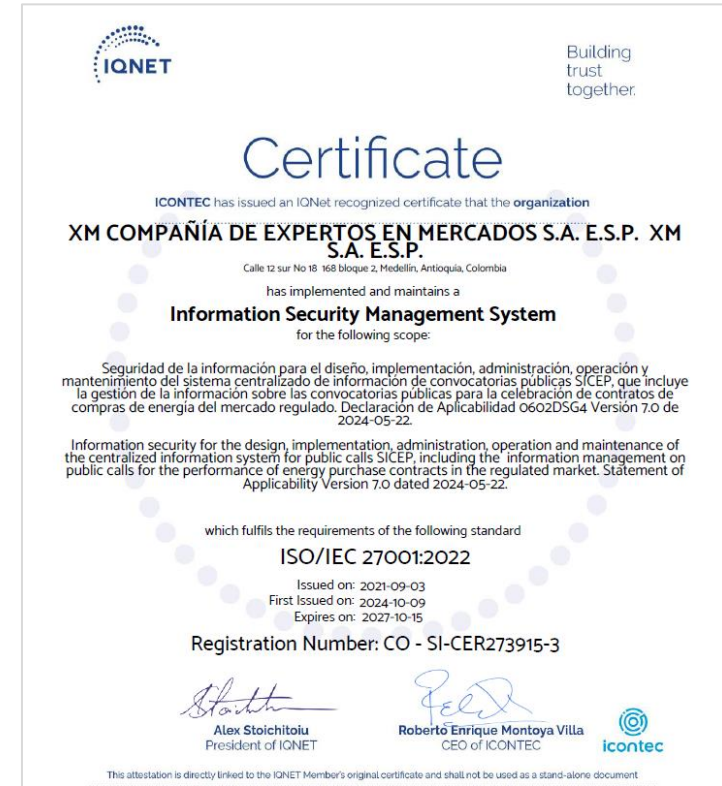 IQNET
Building
trust
together.
Certificate
ICONTEC has issued an IQNet recognized certificate that the organization
XM COMPAÑÍA DE EXPERTOS EN MERCADOS S.A. E.S.P. XM
S.A. E.S.P.
Calle 12 sur No 18 168 bloque 2, Medellín, Antioquia, Colombia
has implemented and maintains a
Information Security Management System
for the following scope:
Seguridad de la información para el diseño, implementación, administración, operación y
mantenimiento del sistema centralizado de información de convocatorias públicas SICEP, que incluye
la gestión de la información sobre las convocatorias públicas para la celebración de contratos de
compras de energía del mercado regulado. Declaración de Aplicabilidad 0602DSG4 Versión 7.0 de
2024-05-22.
Information security for the design, implementation, administration, operation and maintenance of
the centralized information system for public calls SICEP, including the information management on
public calls for the performance of energy purchase contracts in the regulated market. Statement of
Applicability Version 7.0 dated 2024-05-22.
which fulfils the requirements of the following standard
ISO/IEC 27001:2022
Issued on: 2021-09-03
First Issued on: 2024-10-09
Expires on: 2027-10-15
Registration Number: CO - SI-CER273915-3
Alex Stoichitoiu
President of IQNET
Roberto Enrique Montoya Villa
CEO of ICONTEC
icontec
This attestation is directly linked to the IQNET Member's original certificate and shall not be used as a stand-alone document